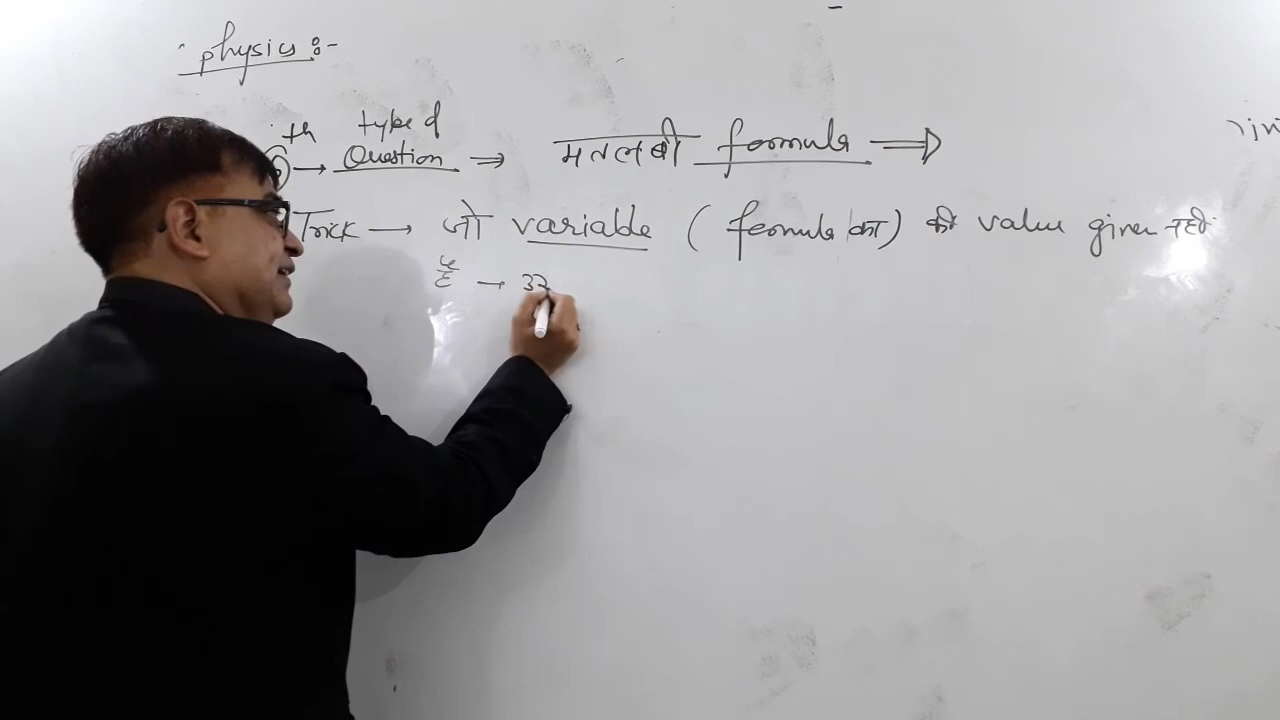 physics :-
th type of
→ Question ⇒ मतलबी formula ⇒
Trick → जो variable ( formula का ) की value given नहीं
है →